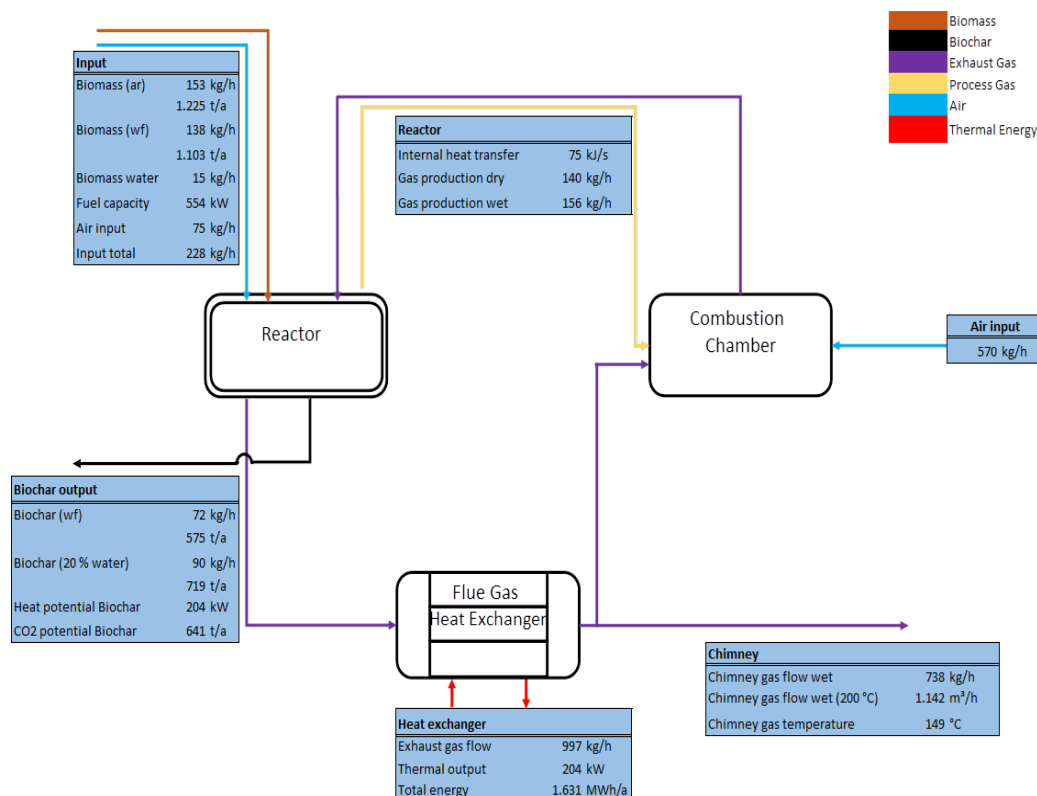 Biomass
Biochar
Exhaust Gas
Process Gas
Air
Thermal Energy
Input
Biomass (ar) 153 kg/h
1.225 t/a
Biomass (wf) 138 kg/h
1.103 t/a
Biomass water 15 kg/h
Fuel capacity 554 kW
Air input 75 kg/h
Input total 228 kg/h
Reactor
Internal heat transfer 75 kJ/s
Gas production dry 140 kg/h
Gas production wet 156 kg/h
Reactor
Combustion
Chamber
Air input
570 kg/h
Biochar output
Biochar (wf) 72 kg/h
575 t/a
Biochar (20 % water) 90 kg/h
719 t/a
Heat potential Biochar 204 kW
CO2 potential Biochar 641 t/a
Flue Gas
Heat Exchanger
Chimney
Chimney gas flow wet 738 kg/h
Chimney gas flow wet (200 °C) 1.142 m³/h
Chimney gas temperature 149 °C
Heat exchanger
Exhaust gas flow 997 kg/h
Thermal output 204 kW
Total energy 1.631 MWh/a